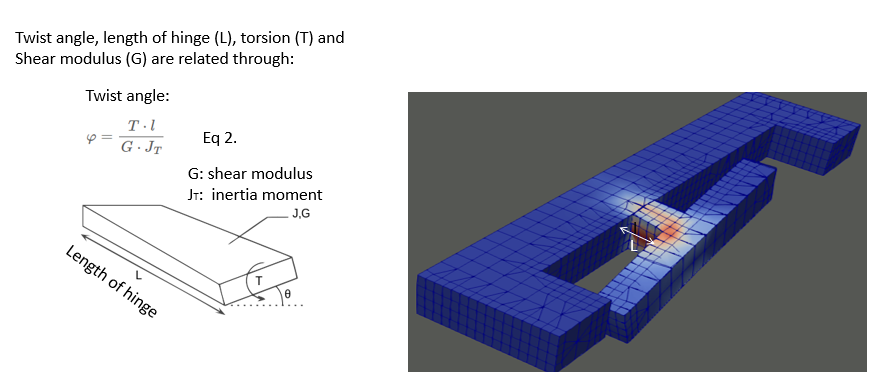 Twist angle, length of hinge (L), torsion (T) and
Shear modulus (G) are related through:
Twist angle:
φ = T · l / G · J_T
Eq 2.
G: shear modulus
JT: inertia moment
J,G
Length of hinge
L
T
θ
L